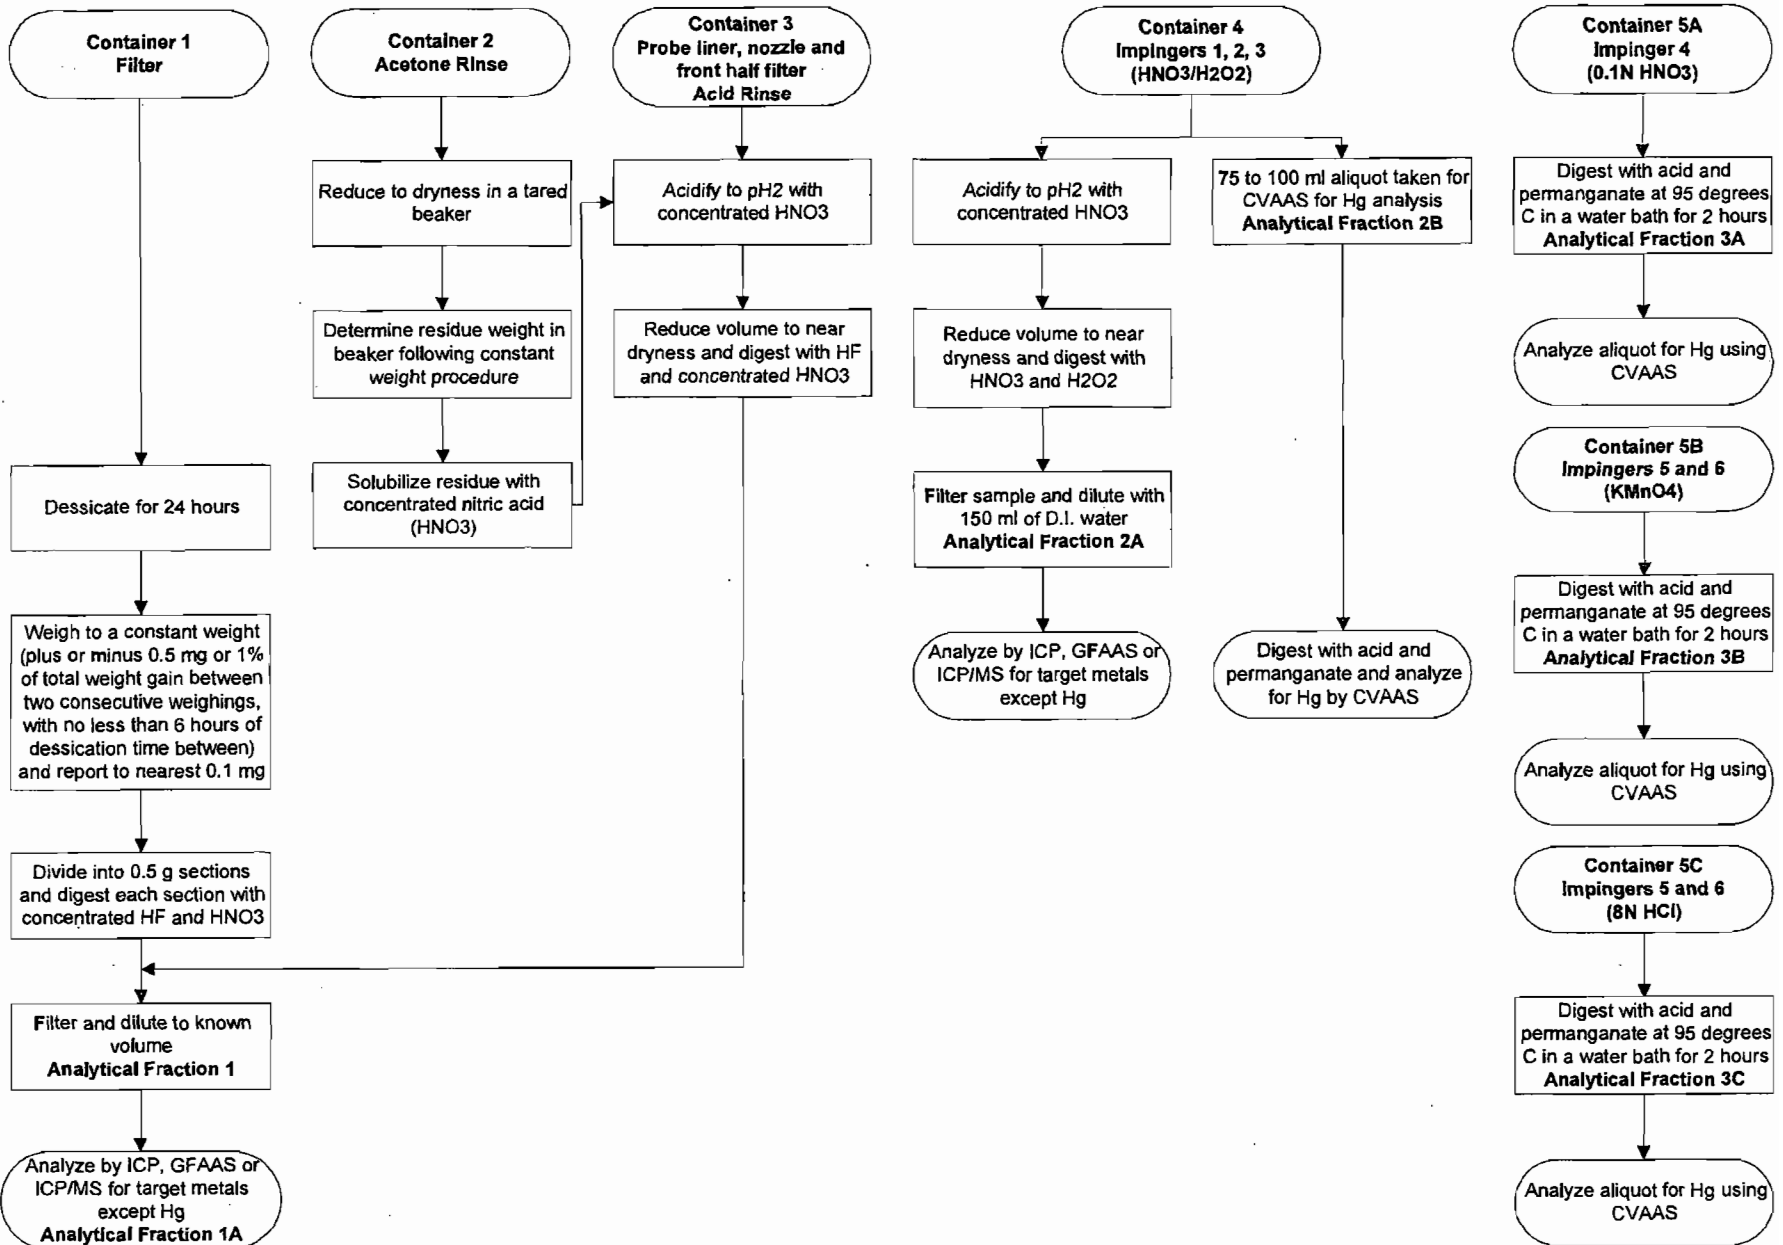 Container 1
Filter
Dessicate for 24 hours
Weigh to a constant weight
(plus or minus 0.5 mg or 1%
of total weight gain between
two consecutive weighings,
with no less than 6 hours of
dessication time between)
and report to nearest 0.1 mg
Divide into 0.5 g sections
and digest each section with
concentrated HF and HNO3
Filter and dilute to known
volume
Analytical Fraction 1
Analyze by ICP, GFAAS or
ICP/MS for target metals
except Hg
Analytical Fraction 1A
Container 2
Acetone Rinse
Reduce to dryness in a tared
beaker
Determine residue weight in
beaker following constant
weight procedure
Solubilize residue with
concentrated nitric acid
(HNO3)
Container 3
Probe liner, nozzle and
front half filter
Acid Rinse
Acidify to pH2 with
concentrated HNO3
Reduce volume to near
dryness and digest with HF
and concentrated HNO3
Container 4
Impingers 1, 2, 3
(HNO3/H2O2)
Acidify to pH2 with
concentrated HNO3
Reduce volume to near
dryness and digest with
HNO3 and H2O2
Filter sample and dilute with
150 ml of D.I. water
Analytical Fraction 2A
Analyze by ICP, GFAAS or
ICP/MS for target metals
except Hg
75 to 100 ml aliquot taken for
CVAAS for Hg analysis
Analytical Fraction 2B
Digest with acid and
permanganate and analyze
for Hg by CVAAS
Container 5A
Impinger 4
(0.1N HNO3)
Digest with acid and
permanganate at 95 degrees
C in a water bath for 2 hours
Analytical Fraction 3A
Analyze aliquot for Hg using
CVAAS
Container 5B
Impingers 5 and 6
(KMnO4)
Digest with acid and
permanganate at 95 degrees
C in a water bath for 2 hours
Analytical Fraction 3B
Analyze aliquot for Hg using
CVAAS
Container 5C
Impingers 5 and 6
(8N HCl)
Digest with acid and
permanganate at 95 degrees
C in a water bath for 2 hours
Analytical Fraction 3C
Analyze aliquot for Hg using
CVAAS